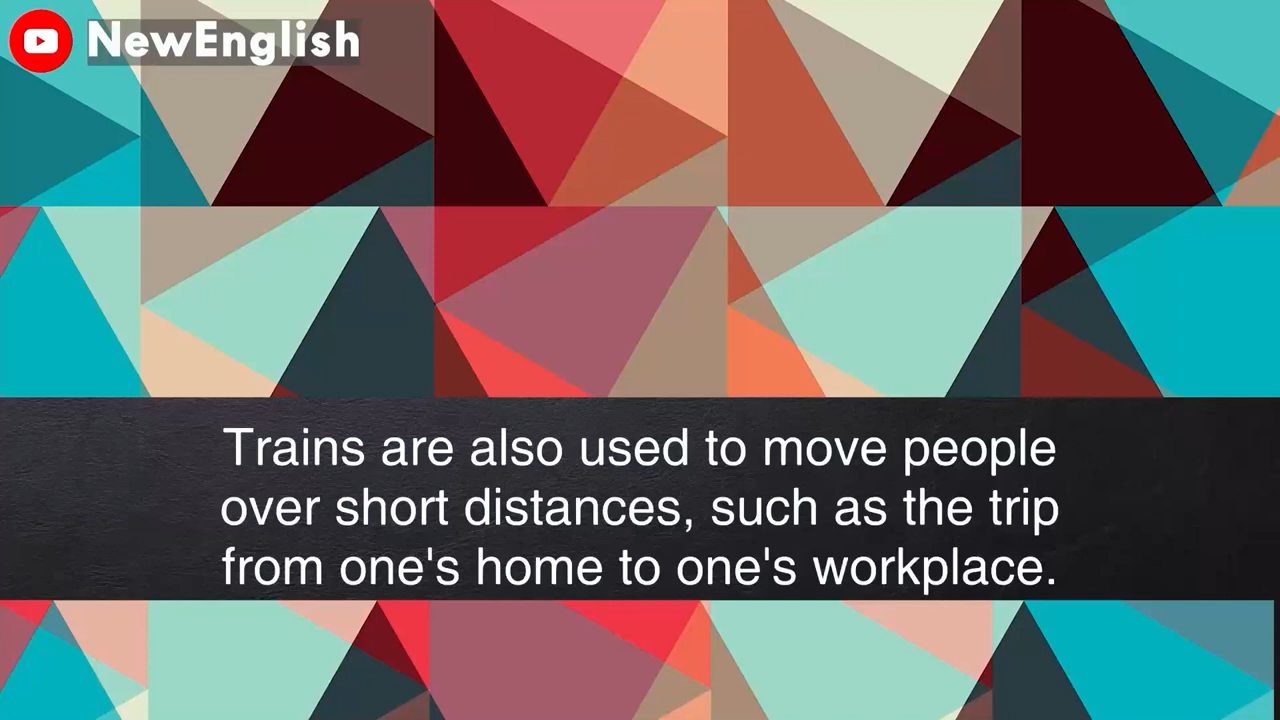 NewEnglish
Trains are also used to move people
over short distances, such as the trip
from one's home to one's workplace.